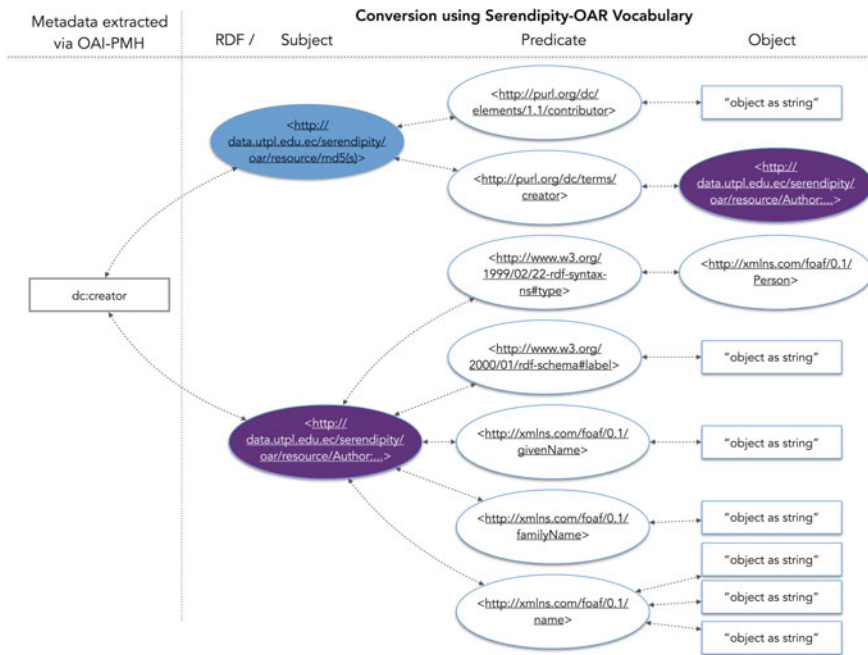 Conversion using Serendipity-OAR Vocabulary
Metadata extracted
via OAI-PMH
RDF / Subject Predicate Object
<http://purl.org/dc/
elements/1.1/contributor>
"object as string"
<http://
data.utpl.edu.ec/serendipity/
oar/resource/md5(s)>
<http://purl.org/dc/terms/
creator>
<http://
data.utpl.edu.ec/serendipity/
oar/resource/Author:...>
<http://www.w3.org/
1999/02/22-rdf-syntax-
ns#type>
<http://xmlns.com/foaf/0.1/
Person>
dc:creator
<http://www.w3.org/
2000/01/rdf-schema#label>
"object as string"
<http://
data.utpl.edu.ec/serendipity/
oar/resource/Author:...>
<http://xmlns.com/foaf/0.1/
givenName>
"object as string"
<http://xmlns.com/foaf/0.1/
familyName>
"object as string"
<http://xmlns.com/foaf/0.1/
name>
"object as string"
"object as string"
"object as string"